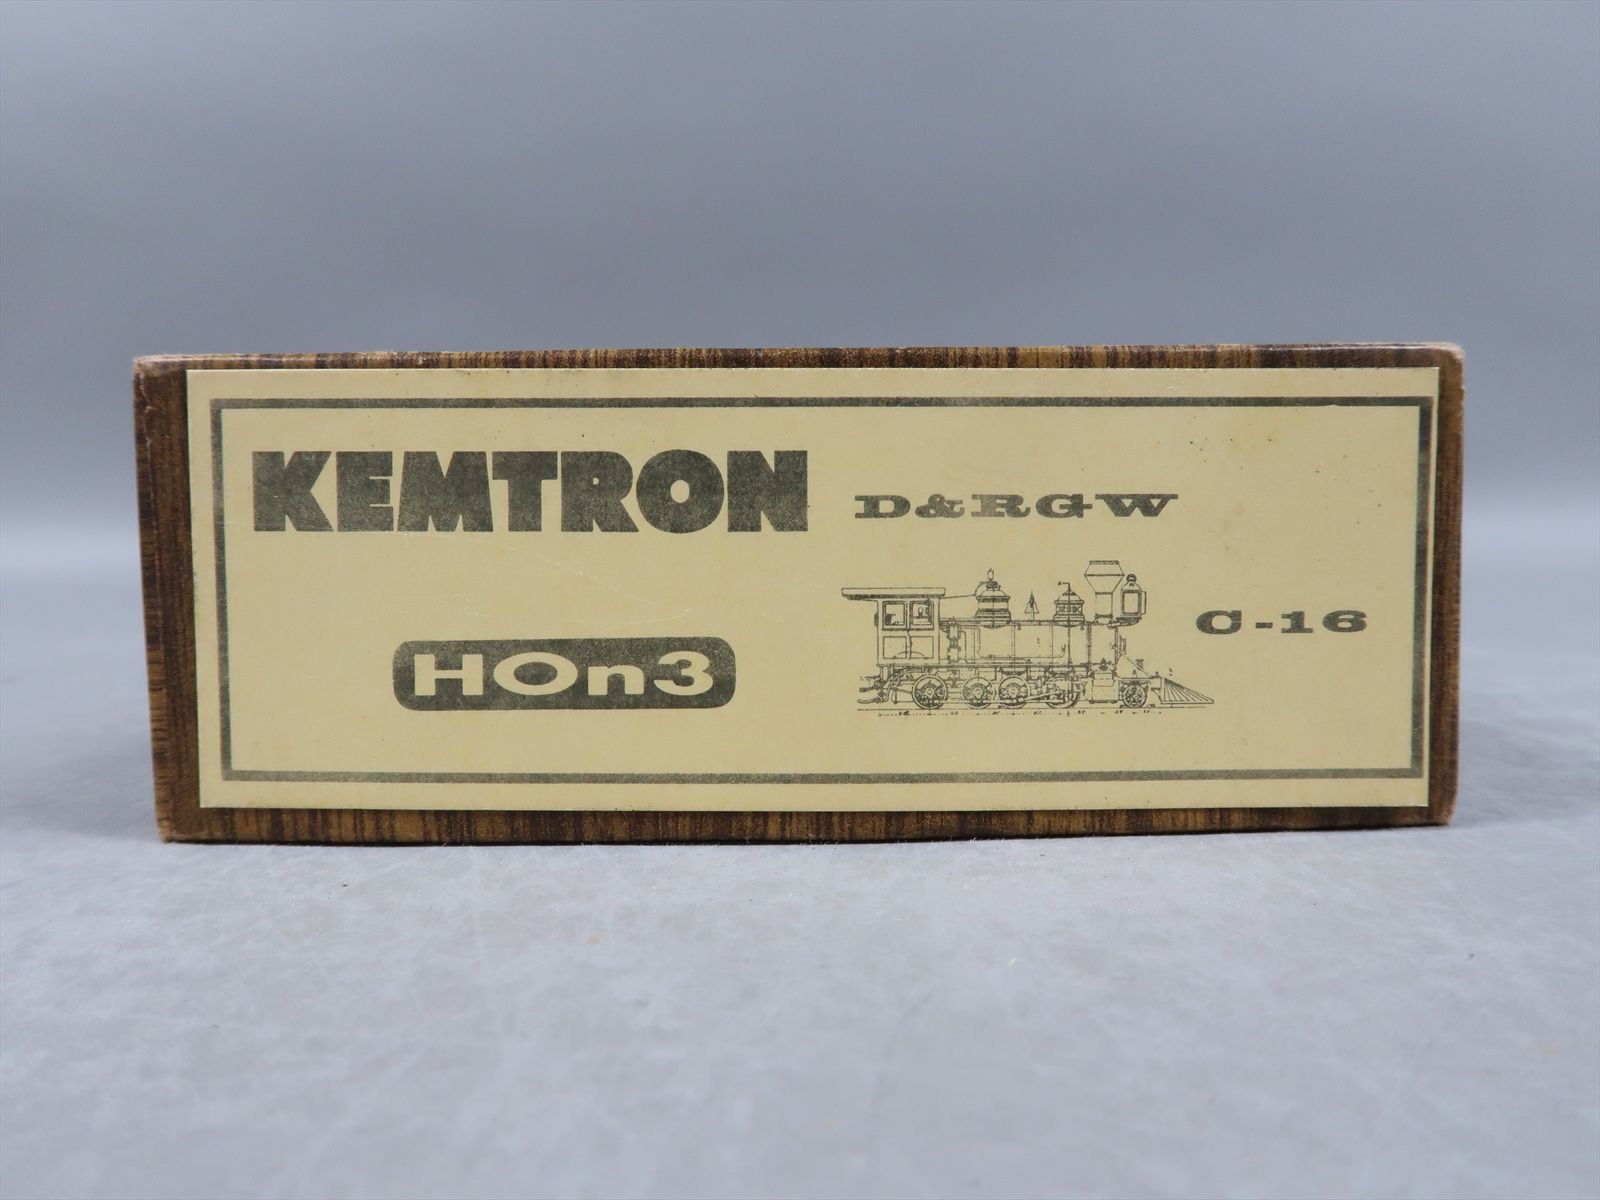 KEMTRON
D&RGW
HOn3
C-16